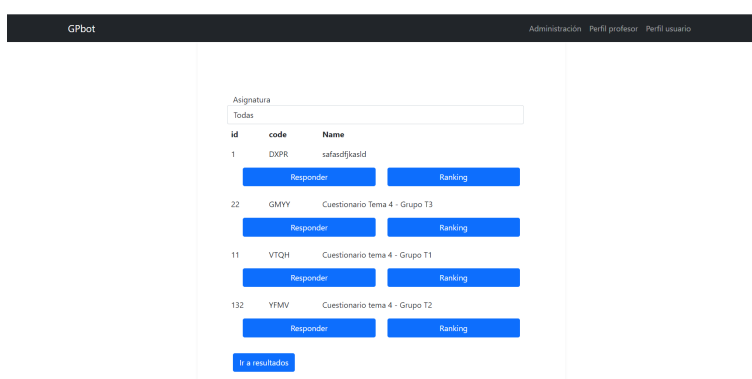 GPbot Administración Perfil profesor Perfil usuario
Asignatura
Todas
id code Name
1 DXPR safasdfjkasld
Responder Ranking
22 GMYY Cuestionario Tema 4 - Grupo T3
Responder Ranking
11 VTQH Cuestionario tema 4 - Grupo T1
Responder Ranking
132 YFMV Cuestionario tema 4 - Grupo T2
Responder Ranking
Ir a resultados